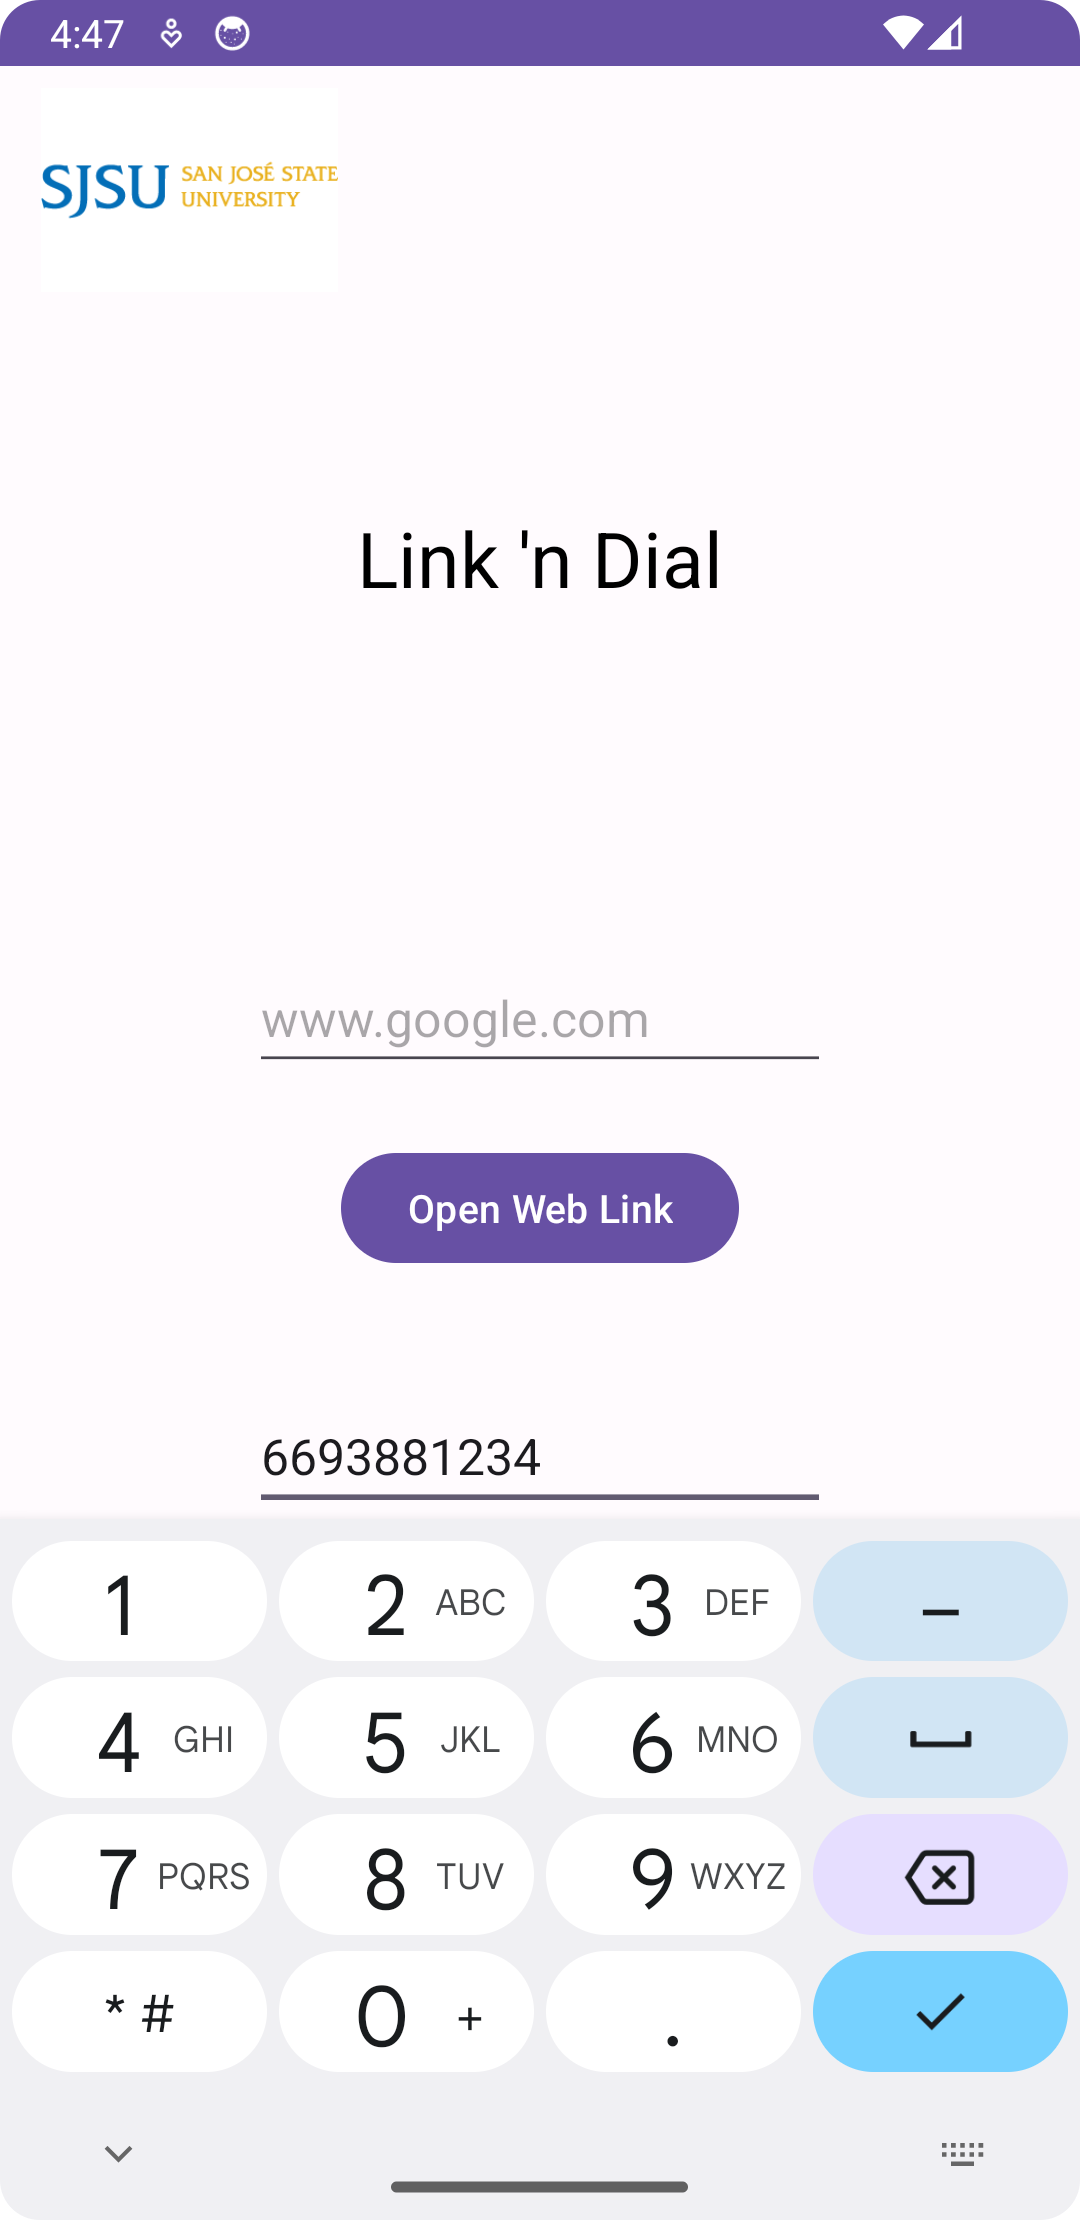 4:47
SJSU SAN JOSÉ STATE
UNIVERSITY
Link 'n Dial
www.google.com
Open Web Link
6693881234
1 2 ABC 3 DEF –
4 GHI 5 JKL 6 MNO
7 PQRS 8 TUV 9 WXYZ
* # 0 + .